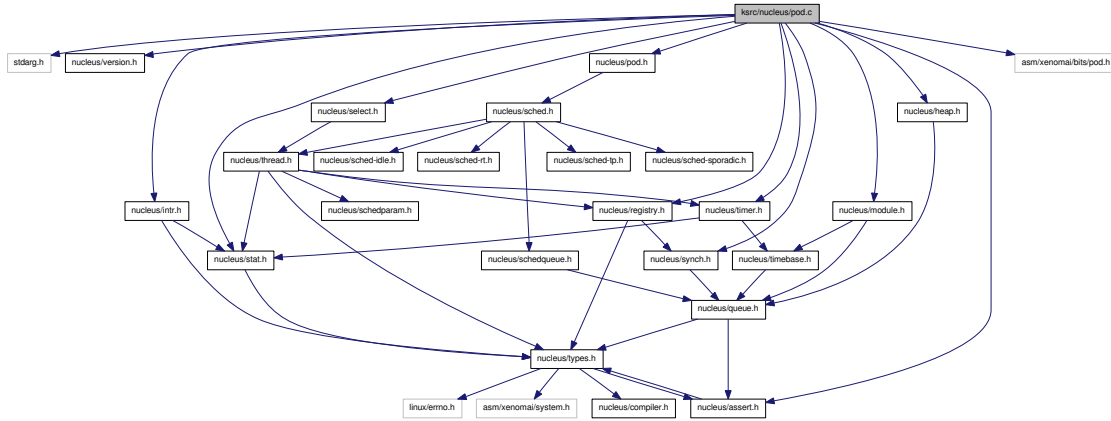 ksrc/nucleus/pod.c
stdarg.h
nucleus/version.h
nucleus/pod.h
asm/xenomai/bits/pod.h
nucleus/select.h
nucleus/sched.h
nucleus/heap.h
nucleus/thread.h
nucleus/sched-idle.h
nucleus/sched-rt.h
nucleus/sched-tp.h
nucleus/sched-sporadic.h
nucleus/intr.h
nucleus/schedparam.h
nucleus/registry.h
nucleus/timer.h
nucleus/module.h
nucleus/stat.h
nucleus/schedqueue.h
nucleus/synch.h
nucleus/timebase.h
nucleus/queue.h
nucleus/types.h
linux/errno.h
asm/xenomai/system.h
nucleus/compiler.h
nucleus/assert.h